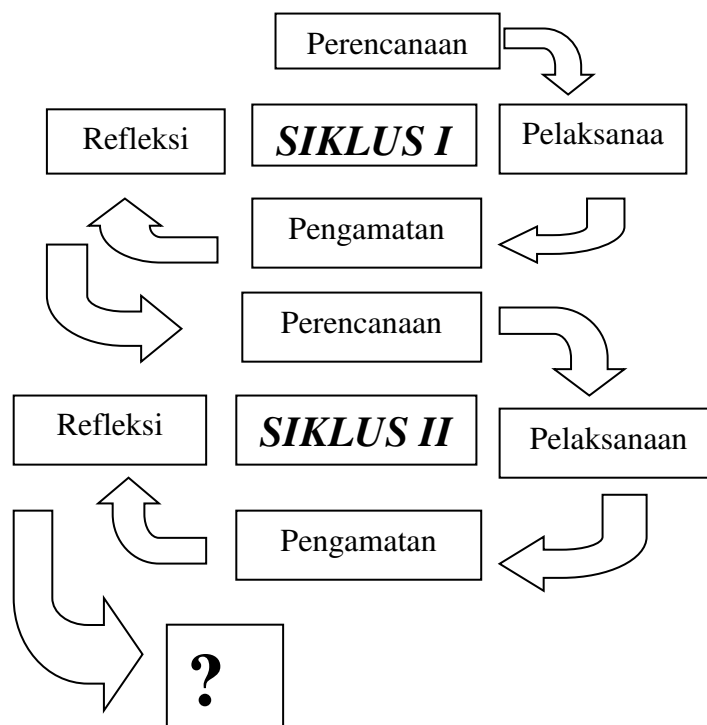 Perencanaan
Refleksi
SIKLUS I
Pelaksanaa
Pengamatan
Perencanaan
Refleksi
SIKLUS II
Pelaksanaan
Pengamatan
?